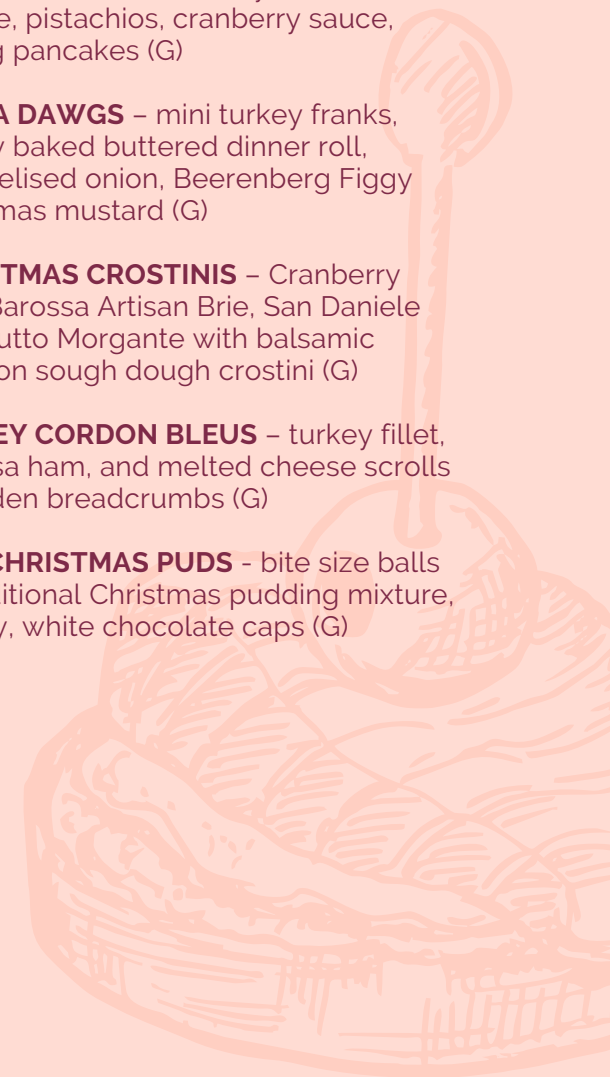 e, pistachios, cranberry sauce,
g pancakes (G)
A DAWGS – mini turkey franks,
y baked buttered dinner roll,
elised onion, Beerenberg Figgy
mas mustard (G)
TMAS CROSTINIS – Cranberry
Barossa Artisan Brie, San Daniele
utto Morgante with balsamic
on sough dough crostini (G)
EY CORDON BLEUS – turkey fillet,
sa ham, and melted cheese scrolls
den breadcrumbs (G)
CHRISTMAS PUDS - bite size balls
itional Christmas pudding mixture,
y, white chocolate caps (G)